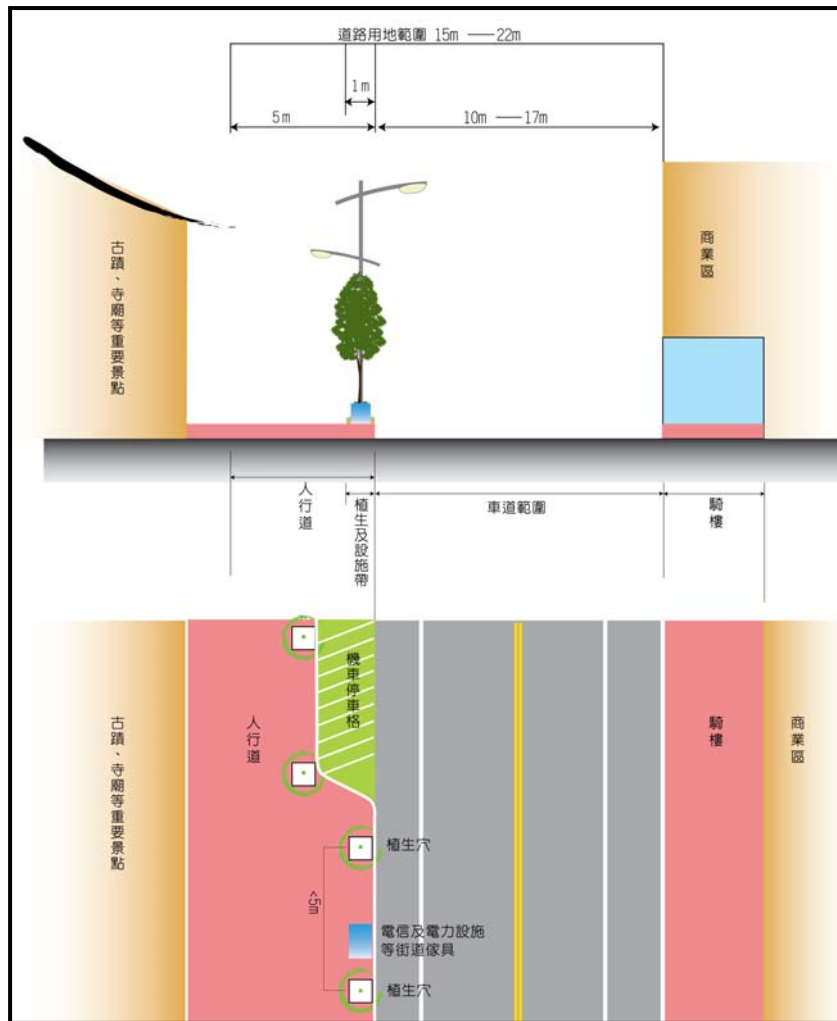 道路用地範圍 15m ——22m
1m
5m
10m ——17m
古蹟、寺廟等重要景點
商業區
人行道
植生及設施帶
車道範圍
騎樓
古蹟、寺廟等重要景點
人行道
機車停車格
騎樓
商業區
植生穴
<5m
電信及電力設施
等街道傢具
植生穴